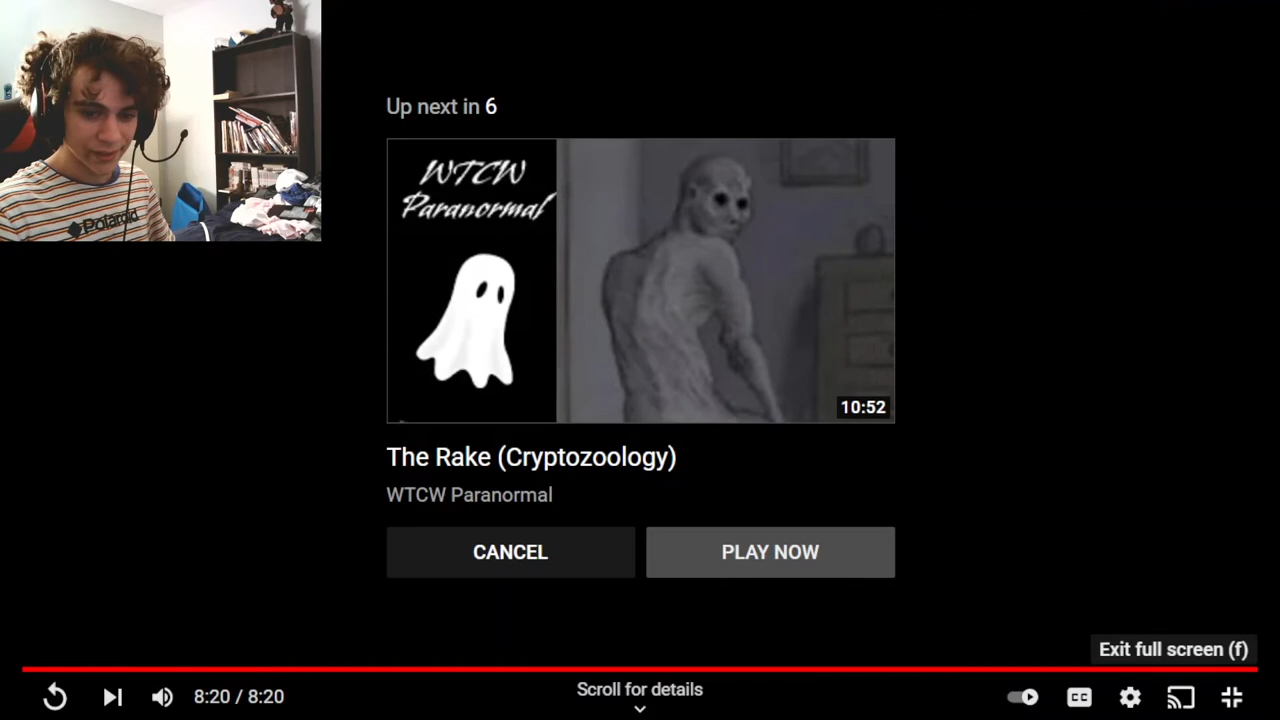 Polaroid
Up next in 6
WTCW
Paranormal
10:52
The Rake (Cryptozoology)
WTCW Paranormal
CANCEL
PLAY NOW
Exit full screen (f)
8:20 / 8:20
Scroll for details
CC